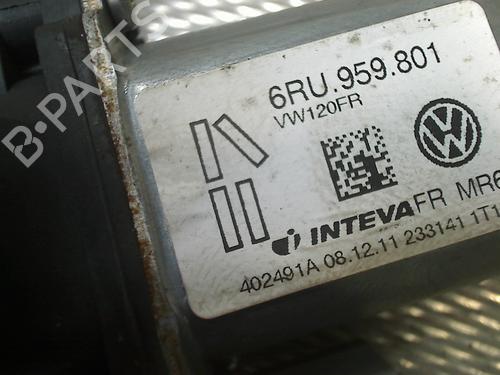 B-PARTS
6RU.959.801
VW120FR
INTEVA FR MR6
402491A 08.12.11 233141 1T1